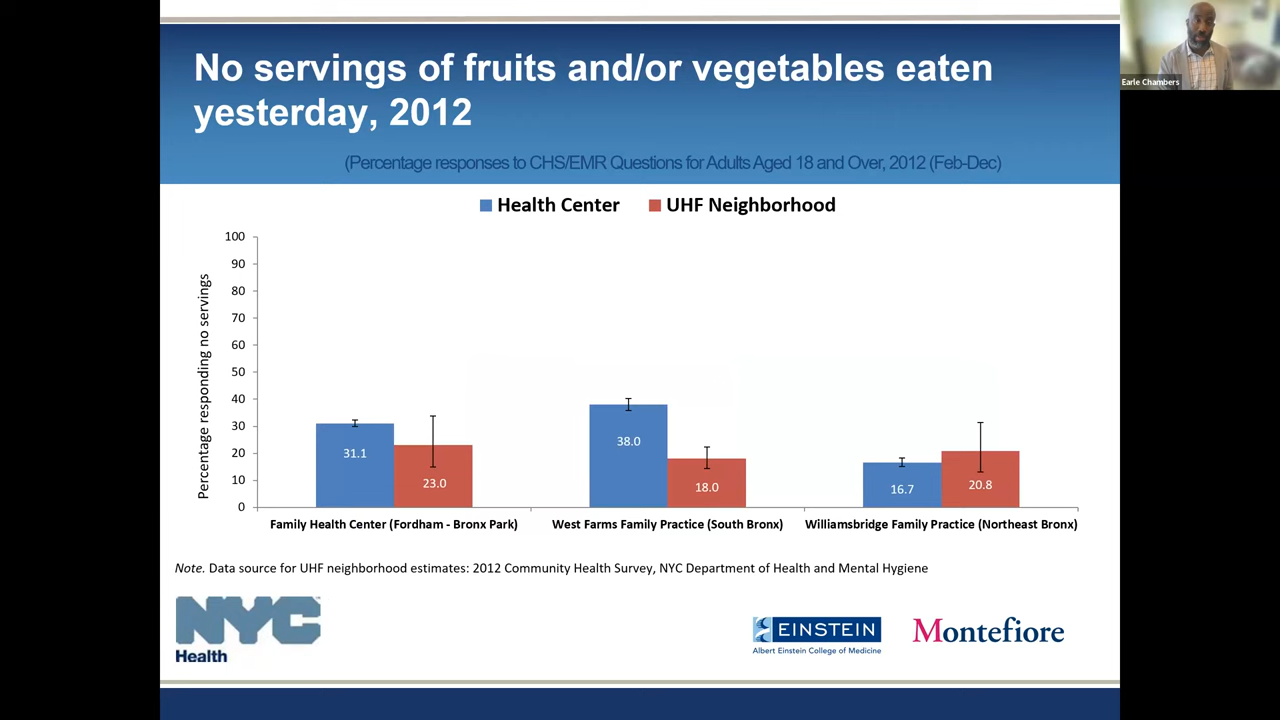 No servings of fruits and/or vegetables eaten
yesterday, 2012
(Percentage responses to CHS/EMR Questions for Adults Aged 18 and Over, 2012 (Feb-Dec)
Earle Chambers
Health Center
UHF Neighborhood
Percentage responding no servings
100
90
80
70
60
50
40
30
20
10
0
31.1
23.0
38.0
18.0
16.7
20.8
Family Health Center (Fordham - Bronx Park)
West Farms Family Practice (South Bronx)
Williamsbridge Family Practice (Northeast Bronx)
Note. Data source for UHF neighborhood estimates: 2012 Community Health Survey, NYC Department of Health and Mental Hygiene
NYC
Health
EINSTEIN
Albert Einstein College of Medicine
Montefiore